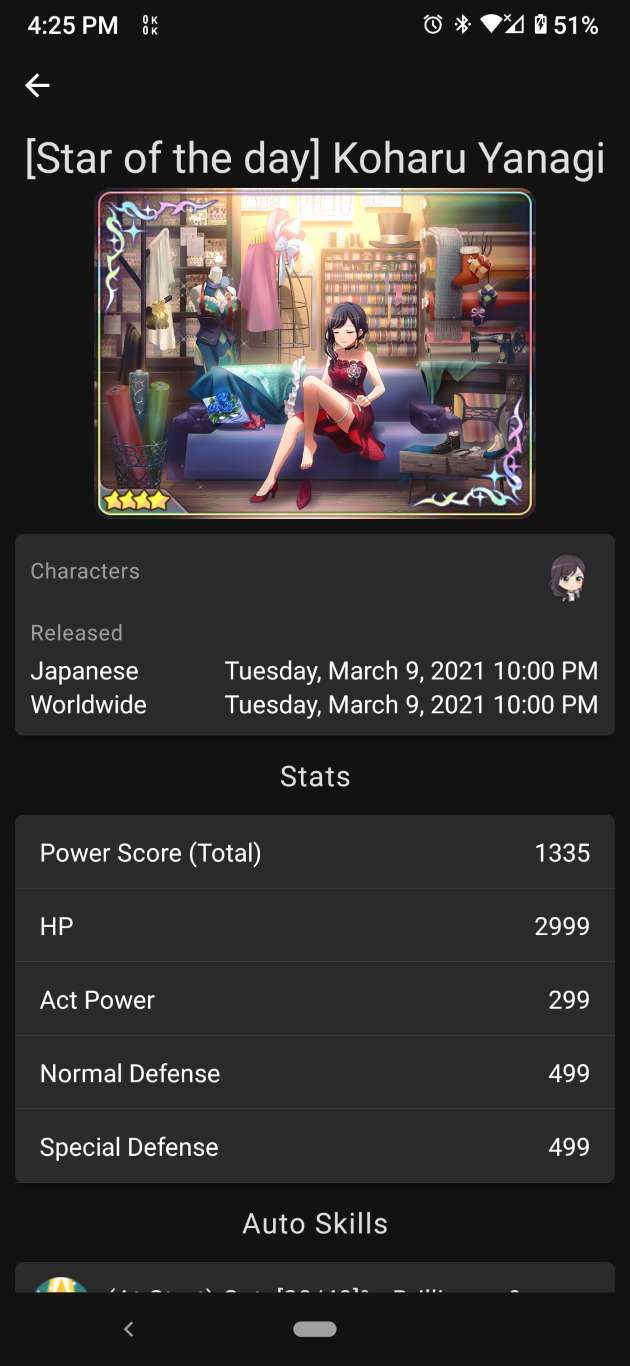 4:25 PM
OK
OK
51%
[Star of the day] Koharu Yanagi
Characters
Released
Japanese Tuesday, March 9, 2021 10:00 PM
Worldwide Tuesday, March 9, 2021 10:00 PM
Stats
Power Score (Total) 1335
HP 2999
Act Power 299
Normal Defense 499
Special Defense 499
Auto Skills